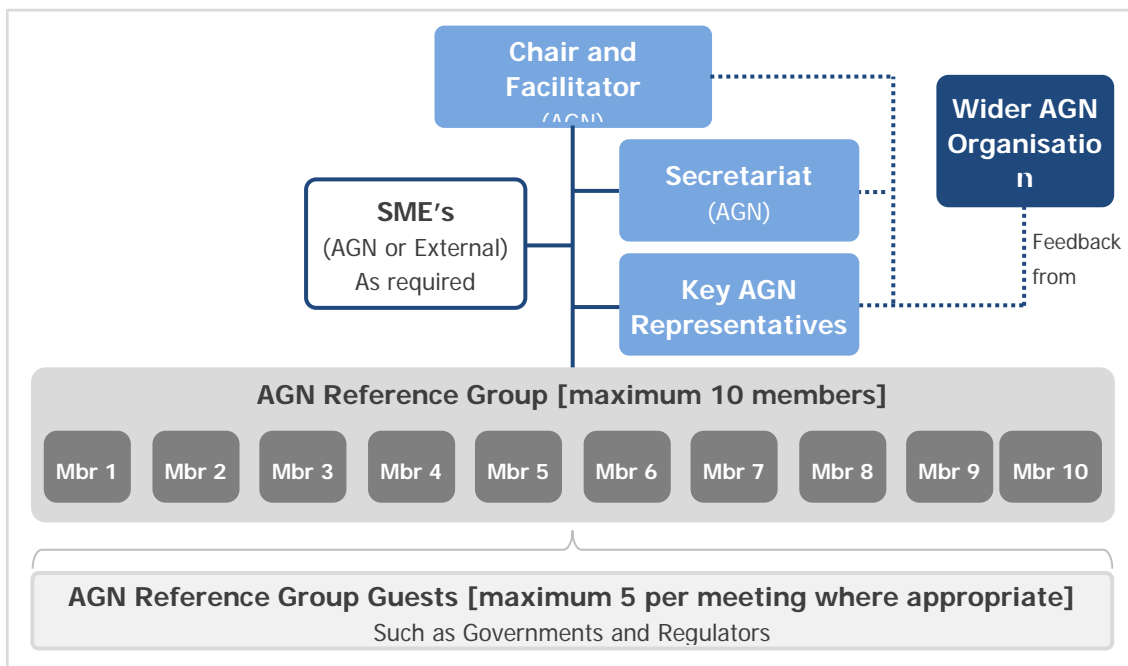 Chair and
Facilitator
(AGN)
Wider AGN
Organisatio
n
Secretariat
(AGN)
SME's
(AGN or External)
As required
Feedback
from
Key AGN
Representatives
AGN Reference Group [maximum 10 members]
Mbr 1 Mbr 2 Mbr 3 Mbr 4 Mbr 5 Mbr 6 Mbr 7 Mbr 8 Mbr 9 Mbr 10
AGN Reference Group Guests [maximum 5 per meeting where appropriate]
Such as Governments and Regulators